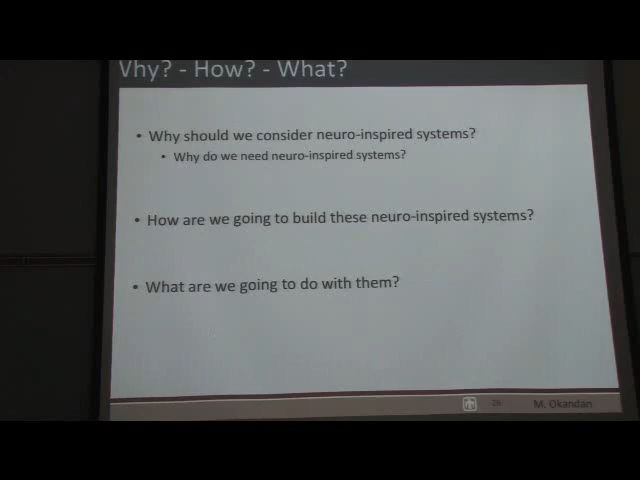 Why? - How? - What?
• Why should we consider neuro-inspired systems?
• Why do we need neuro-inspired systems?
• How are we going to build these neuro-inspired systems?
• What are we going to do with them?
26 M. Okandan